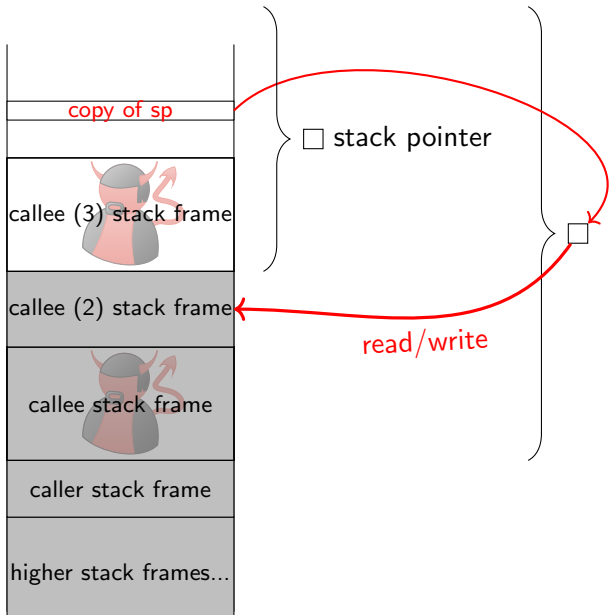 copy of sp
□ stack pointer
callee (3) stack frame
□
callee (2) stack frame
read/write
callee stack frame
caller stack frame
higher stack frames...